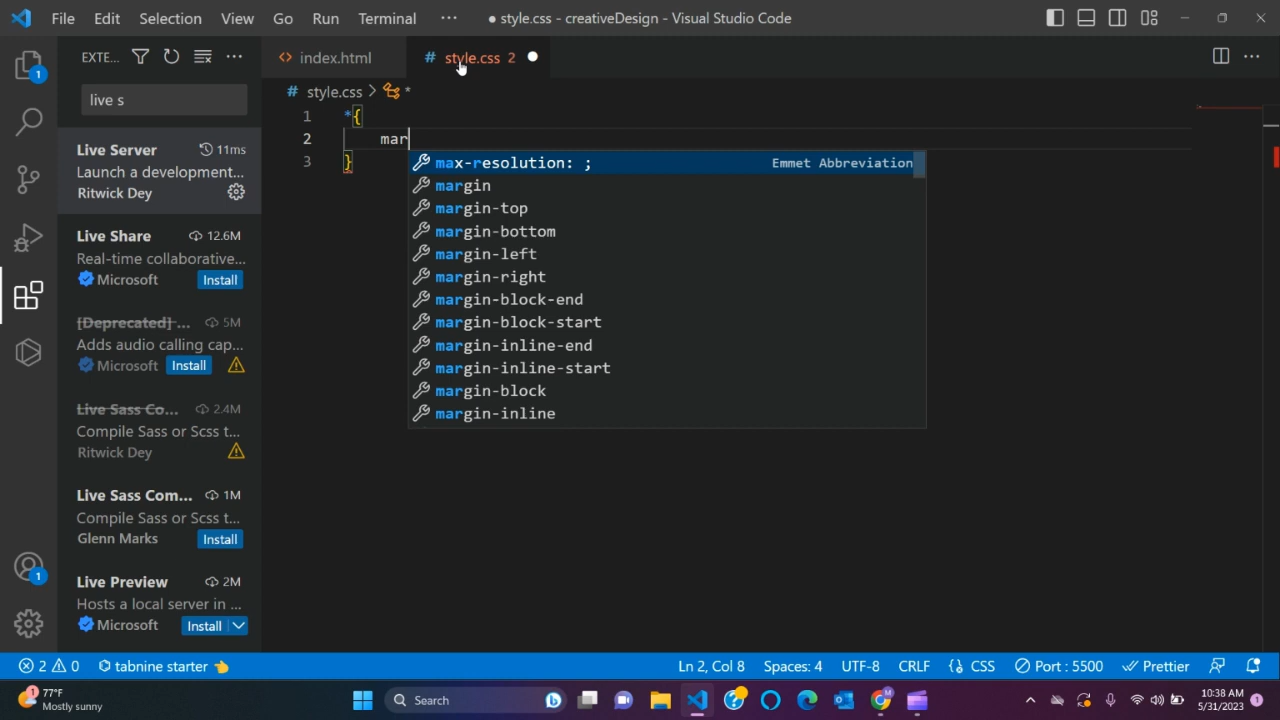 File Edit Selection View Go Run Terminal ··· ● style.css - creativeDesign - Visual Studio Code
EXTE...
live s
Live Server 11ms
Launch a development...
Ritwick Dey
Live Share 12.6M
Real-time collaborative...
Microsoft Install
[Deprecated] ... 5M
Adds audio calling cap...
Microsoft Install
Live Sass Co... 2.4M
Compile Sass or Scss t...
Ritwick Dey
Live Sass Com... 1M
Compile Sass or Scss t...
Glenn Marks Install
Live Preview 2M
Hosts a local server in ...
Microsoft Install
1
1
index.html
# style.css 2
# style.css > *
1 *{
2 mar
3 }
max-resolution: ; Emmet Abbreviation
margin
margin-top
margin-bottom
margin-left
margin-right
margin-block-end
margin-block-start
margin-inline-end
margin-inline-start
margin-block
margin-inline
2 0 tabnine starter 👈 Ln 2, Col 8 Spaces: 4 UTF-8 CRLF CSS Port : 5500 Prettier
1 77°F
Mostly sunny
Search
M
10:38 AM
5/31/2023
1